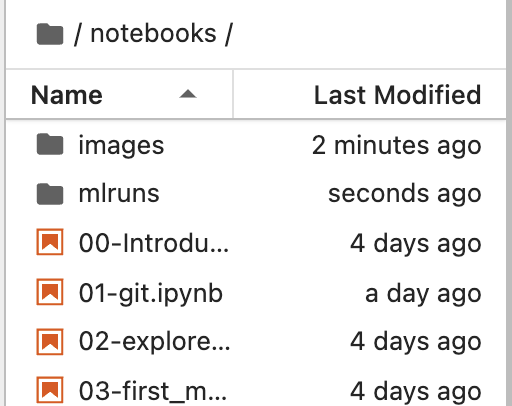 / notebooks /
Name Last Modified
images 2 minutes ago
mlruns seconds ago
00-Introdu... 4 days ago
01-git.ipynb a day ago
02-explore... 4 days ago
03-first_m... 4 days ago